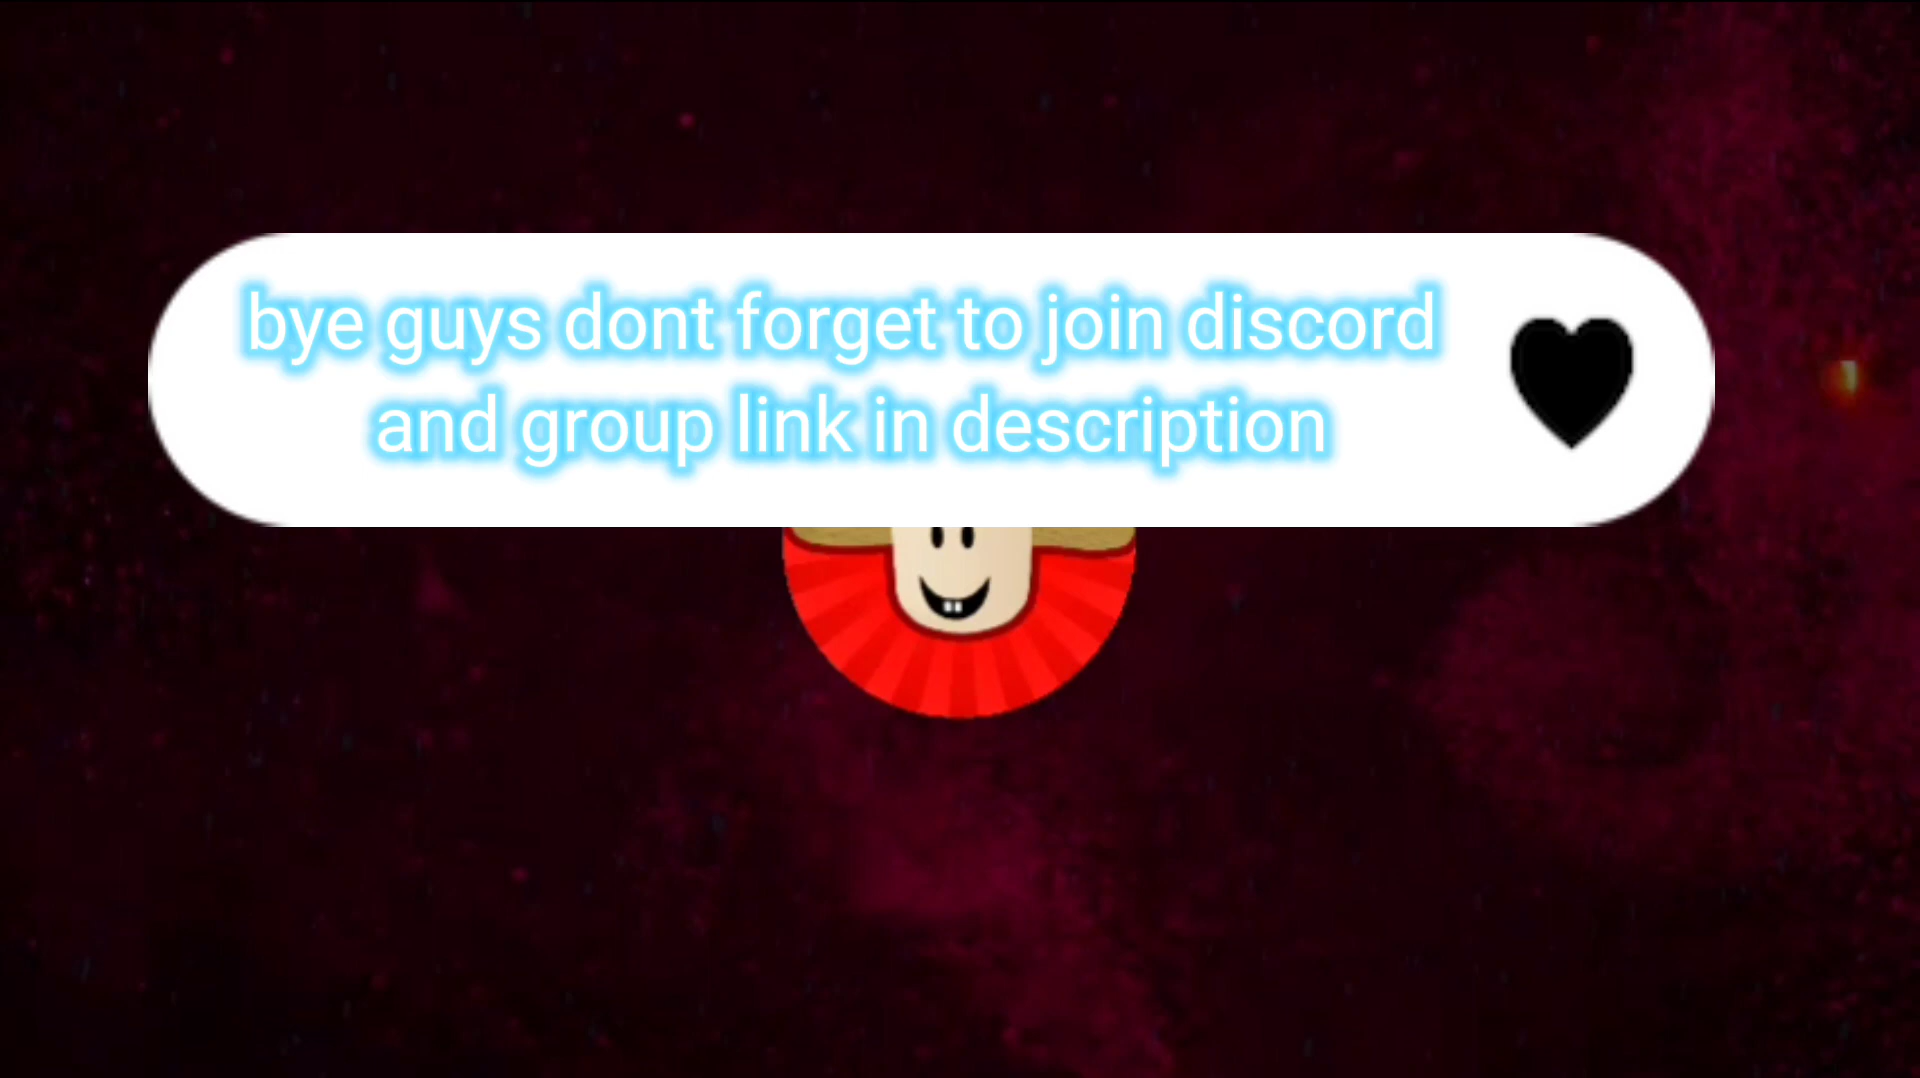 bye guys dont forget to join discord
and group link in description